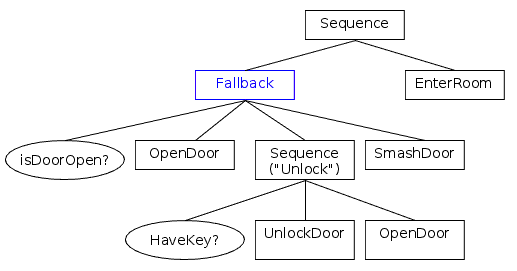 Sequence
Fallback
EnterRoom
isDoorOpen?
OpenDoor
Sequence
("Unlock")
SmashDoor
HaveKey?
UnlockDoor
OpenDoor